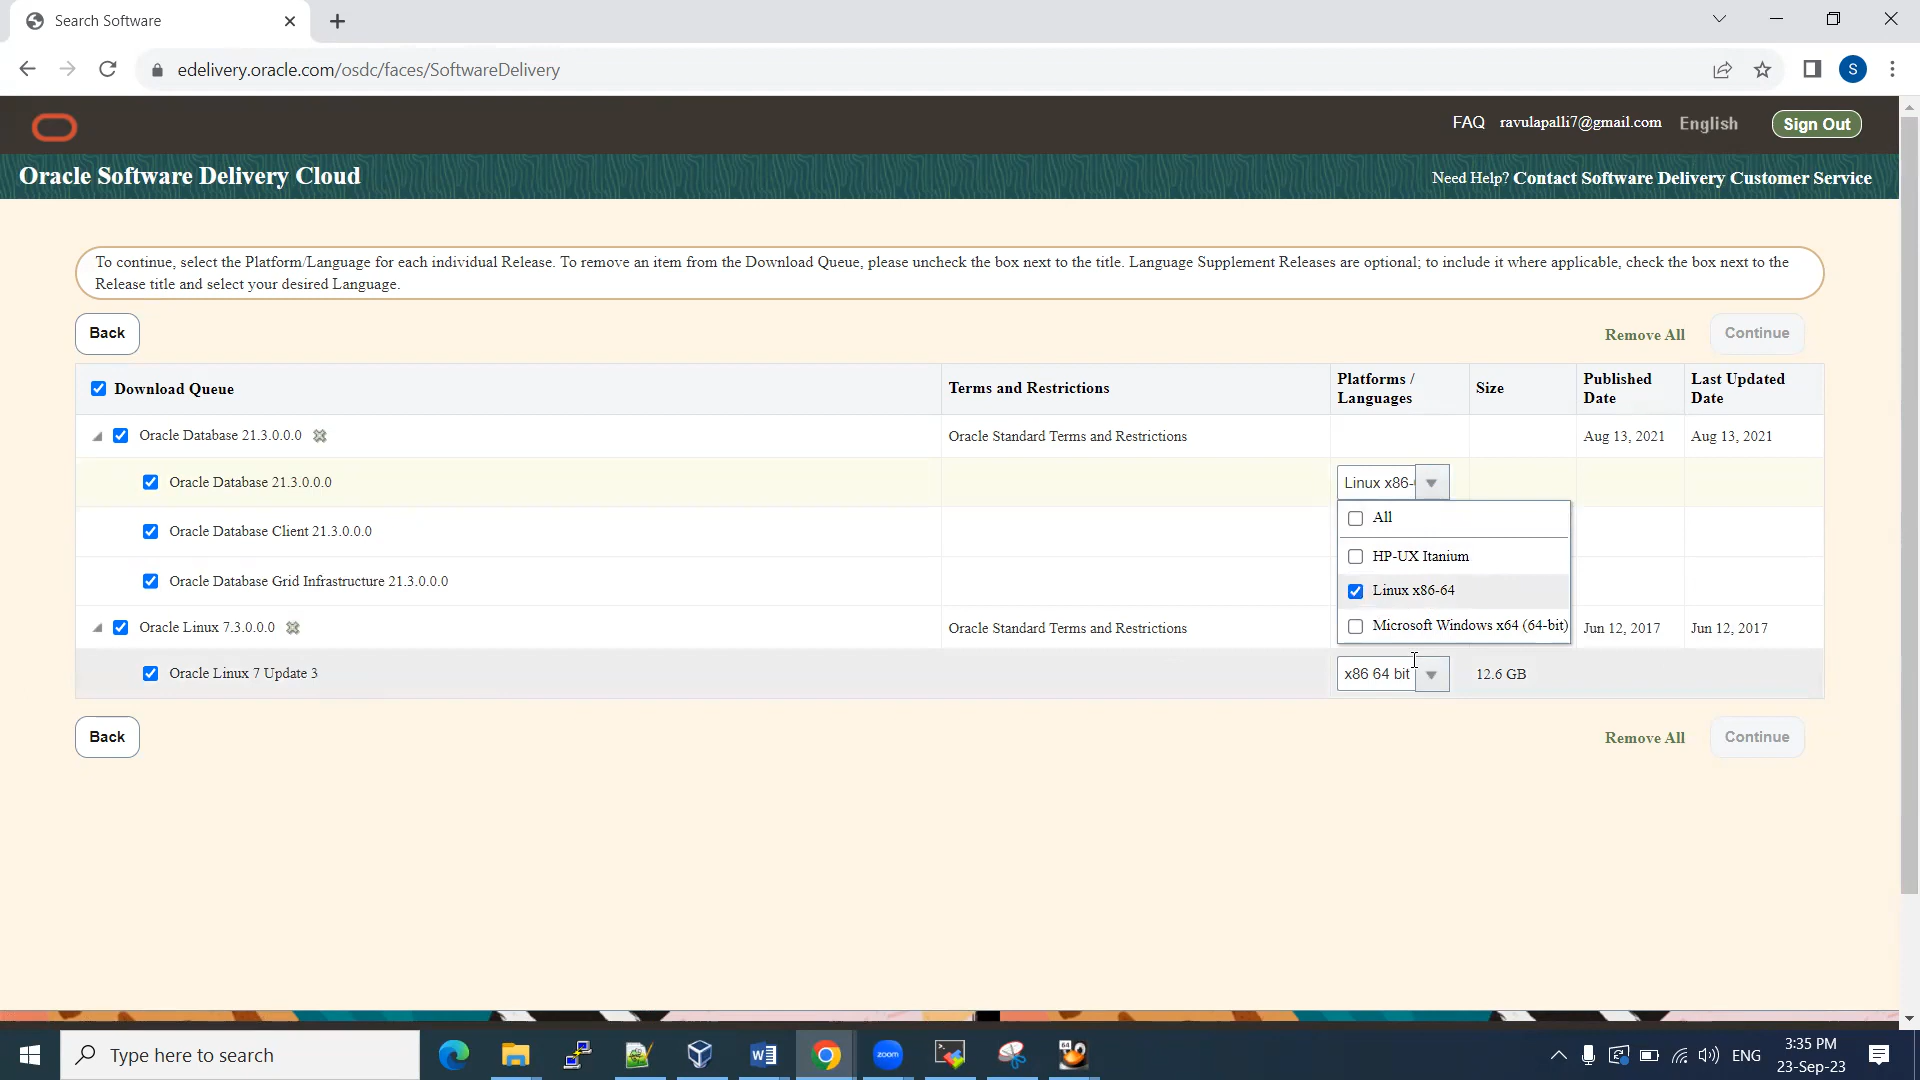 Search Software
edelivery.oracle.com/osdc/faces/SoftwareDelivery
S
FAQ ravulapalli7@gmail.com English Sign Out
Oracle Software Delivery Cloud
Need Help? Contact Software Delivery Customer Service
To continue, select the Platform/Language for each individual Release. To remove an item from the Download Queue, please uncheck the box next to the title. Language Supplement Releases are optional; to include it where applicable, check the box next to the
Release title and select your desired Language.
Back Remove All Continue
Download Queue Terms and Restrictions Platforms / Languages Size Published Date Last Updated Date
Oracle Database 21.3.0.0.0 Oracle Standard Terms and Restrictions Aug 13, 2021 Aug 13, 2021
Oracle Database 21.3.0.0.0 Linux x86-
All
Oracle Database Client 21.3.0.0.0
HP-UX Itanium
Oracle Database Grid Infrastructure 21.3.0.0.0
Linux x86-64
Microsoft Windows x64 (64-bit)
Oracle Linux 7.3.0.0.0 Oracle Standard Terms and Restrictions Jun 12, 2017 Jun 12, 2017
Oracle Linux 7 Update 3 x86 64 bit 12.6 GB
Back Remove All Continue
Type here to search
zoom
64
ENG
3:35 PM
23-Sep-23